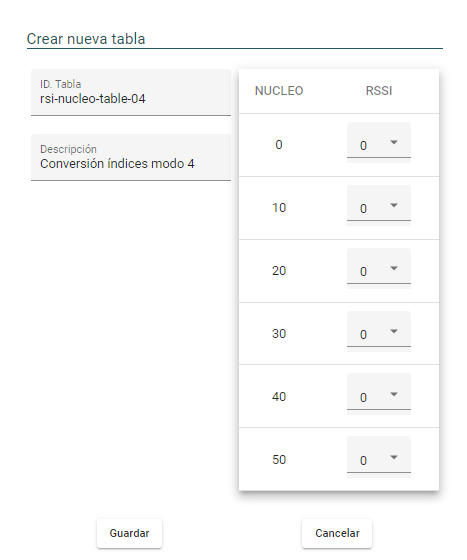 Crear nueva tabla
ID. Tabla
rsi-nucleo-table-04
Descripción
Conversión índices modo 4
NUCLEO RSSI
0 0
10 0
20 0
30 0
40 0
50 0
Guardar Cancelar